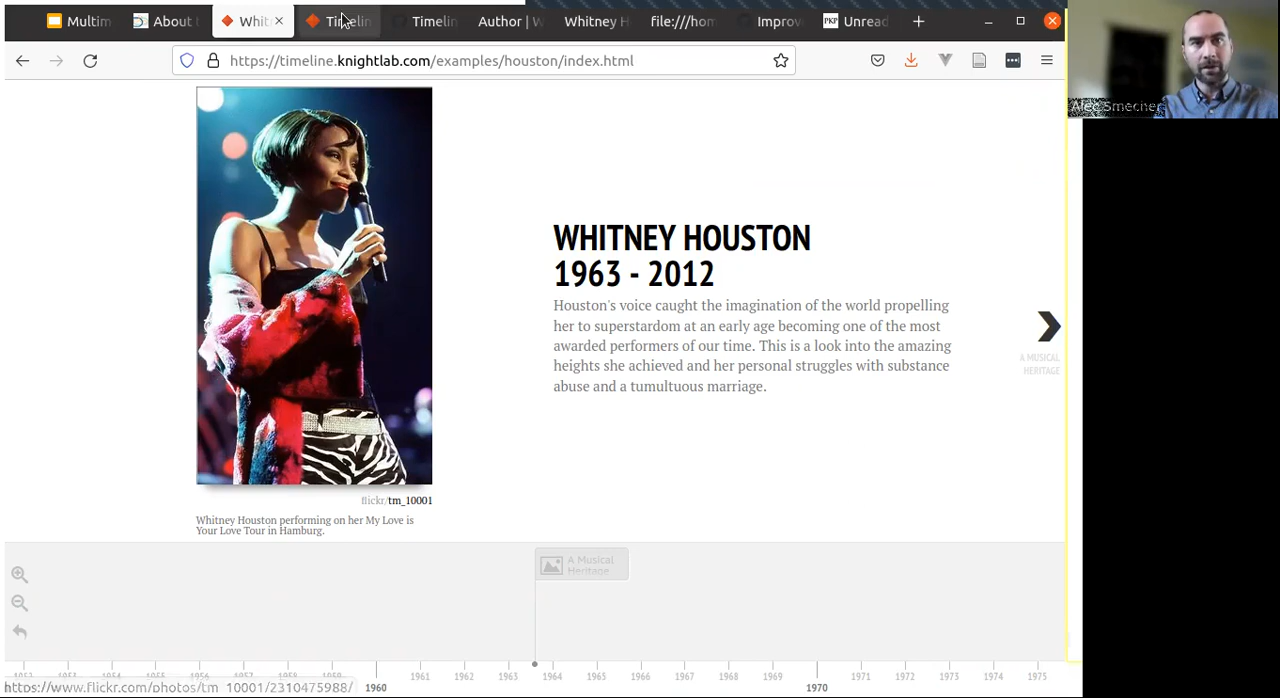 Multim
About
Whit
Timelin
Timelin
Author | W
Whitney H
file:///hom
Improv
PKP
Unread
https://timeline.knightlab.com/examples/houston/index.html
Alec Smecher
WHITNEY HOUSTON
1963 - 2012
Houston's voice caught the imagination of the world propelling
her to superstardom at an early age becoming one of the most
awarded performers of our time. This is a look into the amazing
heights she achieved and her personal struggles with substance
abuse and a tumultuous marriage.
A MUSICAL
HERITAGE
flickr/tm_10001
Whitney Houston performing on her My Love is
Your Love Tour in Hamburg.
A Musical
Heritage
1960 1961 1962 1963 1964 1965 1966 1967 1968 1969 1970 1971 1972 1973 1974 1975
https://www.flickr.com/photos/tm_10001/2310475988/